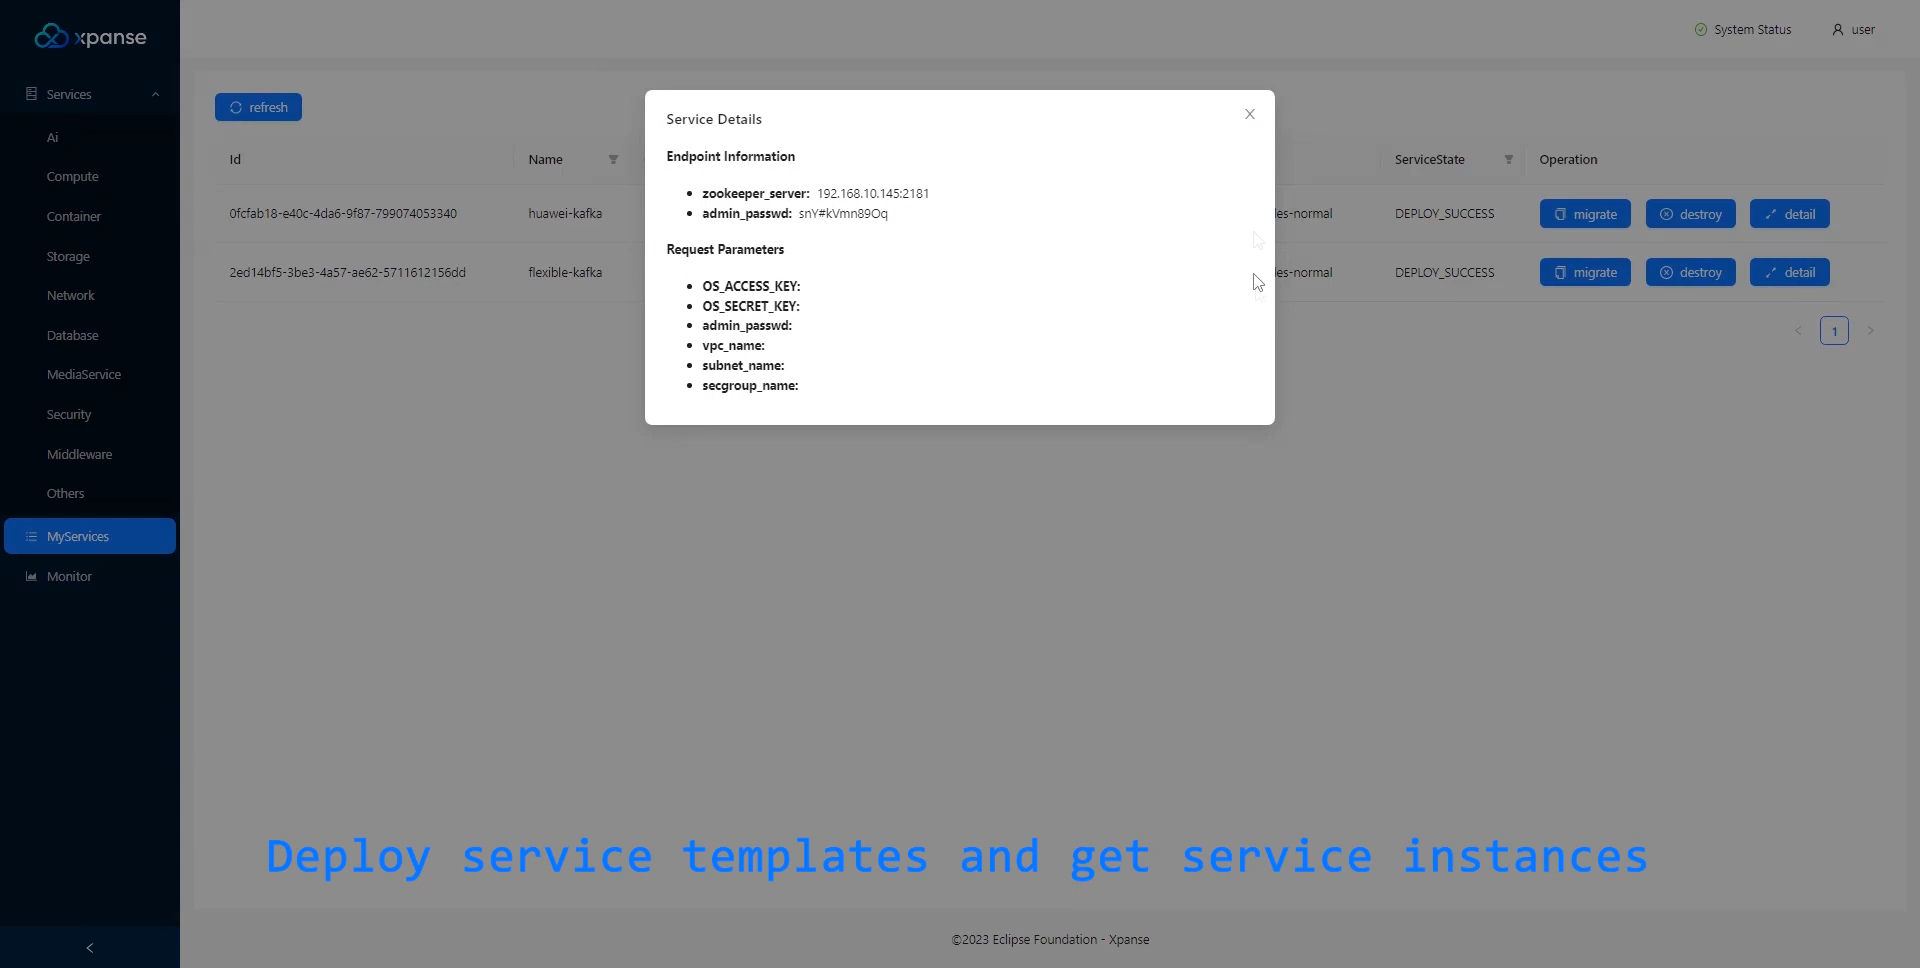 xpanse
System Status
user
Services
Ai
Compute
Container
Storage
Network
Database
MediaService
Security
Middleware
Others
MyServices
Monitor
refresh
Id Name ServiceState Operation
0fcfab18-e40c-4da6-9f87-799074053340 huawei-kafka les-normal DEPLOY_SUCCESS migrate destroy detail
2ed14bf5-3be3-4a57-ae62-5711612156dd flexible-kafka les-normal DEPLOY_SUCCESS migrate destroy detail
1
Service Details
Endpoint Information
zookeeper_server: 192.168.10.145:2181
admin_passwd: snY#kVmn89Oq
Request Parameters
OS_ACCESS_KEY:
OS_SECRET_KEY:
admin_passwd:
vpc_name:
subnet_name:
secgroup_name:
Deploy service templates and get service instances
©2023 Eclipse Foundation - Xpanse